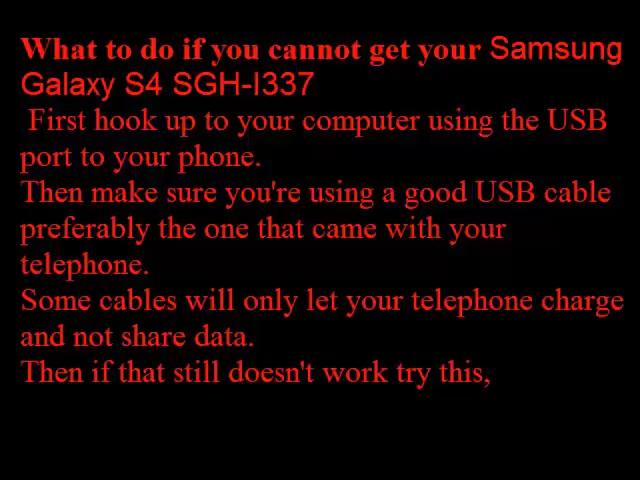 What to do if you cannot get your Samsung
Galaxy S4 SGH-I337
First hook up to your computer using the USB
port to your phone.
Then make sure you're using a good USB cable
preferably the one that came with your
telephone.
Some cables will only let your telephone charge
and not share data.
Then if that still doesn't work try this,